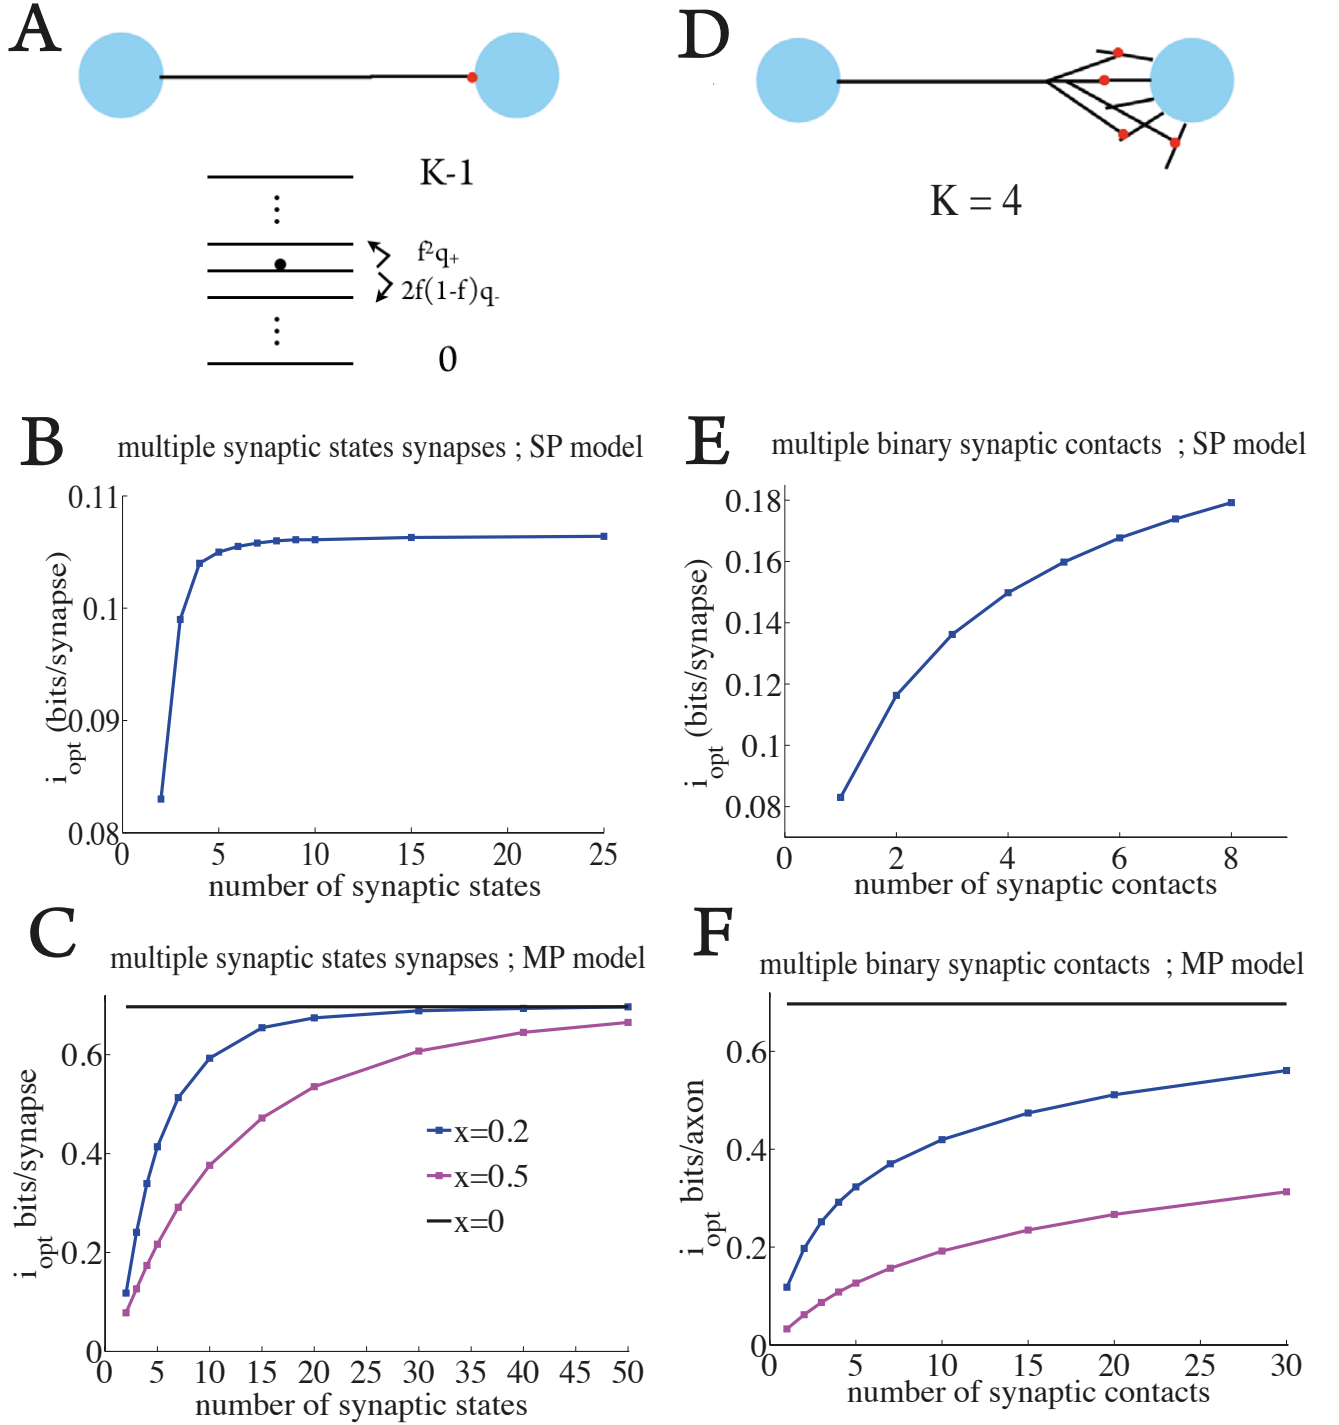 A
K-1
f²q₊
2f(1-f)q₋
0
D
K = 4
B
multiple synaptic states synapses ; SP model
i_opt (bits/synapse)
0.11
0.1
0.09
0.08
0 5 10 15 20 25
number of synaptic states
E
multiple binary synaptic contacts ; SP model
i_opt (bits/synapse)
0.18
0.16
0.14
0.12
0.1
0.08
0 2 4 6 8
number of synaptic contacts
C
multiple synaptic states synapses ; MP model
i_opt bits/synapse
0.6
0.4
0.2
0
x=0.2
x=0.5
x=0
0 5 10 15 20 25 30 35 40 45 50
number of synaptic states
F
multiple binary synaptic contacts ; MP model
i_opt bits/axon
0.6
0.4
0.2
0
0 5 10 15 20 25 30
number of synaptic contacts